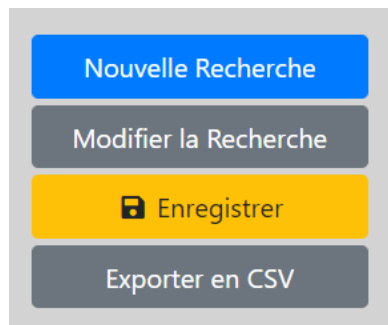 Nouvelle Recherche
Modifier la Recherche
Enregistrer
Exporter en CSV